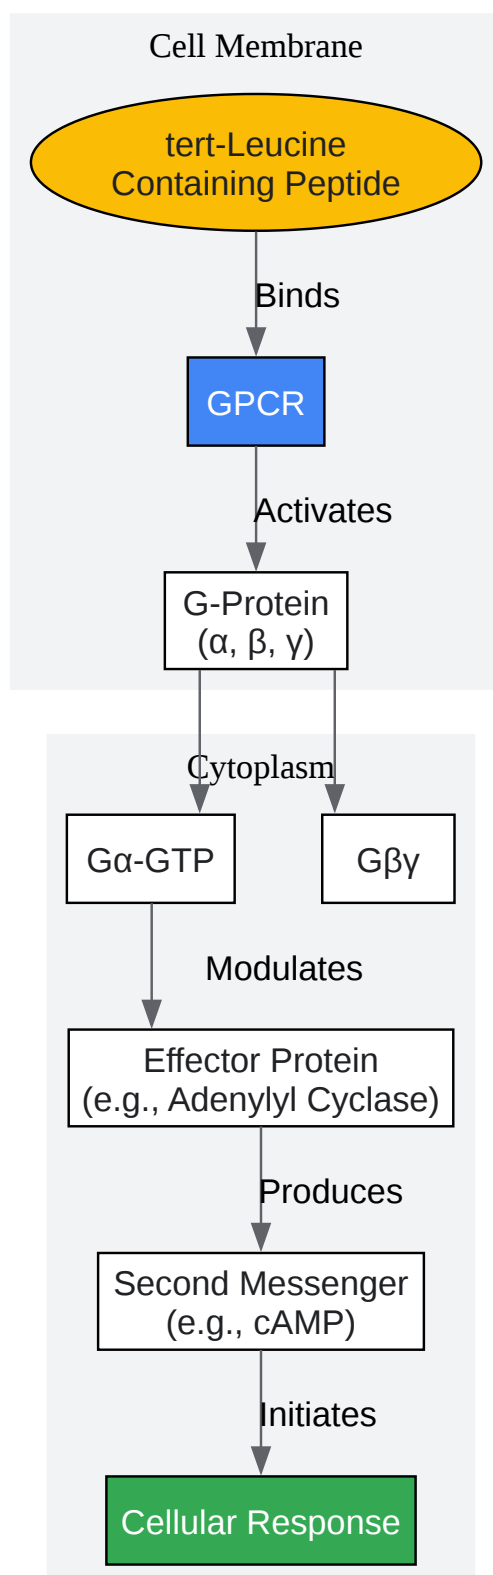 Cell Membrane
tert-Leucine
Containing Peptide
Binds
GPCR
Activates
G-Protein
(α, β, γ)
Cytoplasm
Gα-GTP
Gβγ
Modulates
Effector Protein
(e.g., Adenylyl Cyclase)
Produces
Second Messenger
(e.g., cAMP)
Initiates
Cellular Response